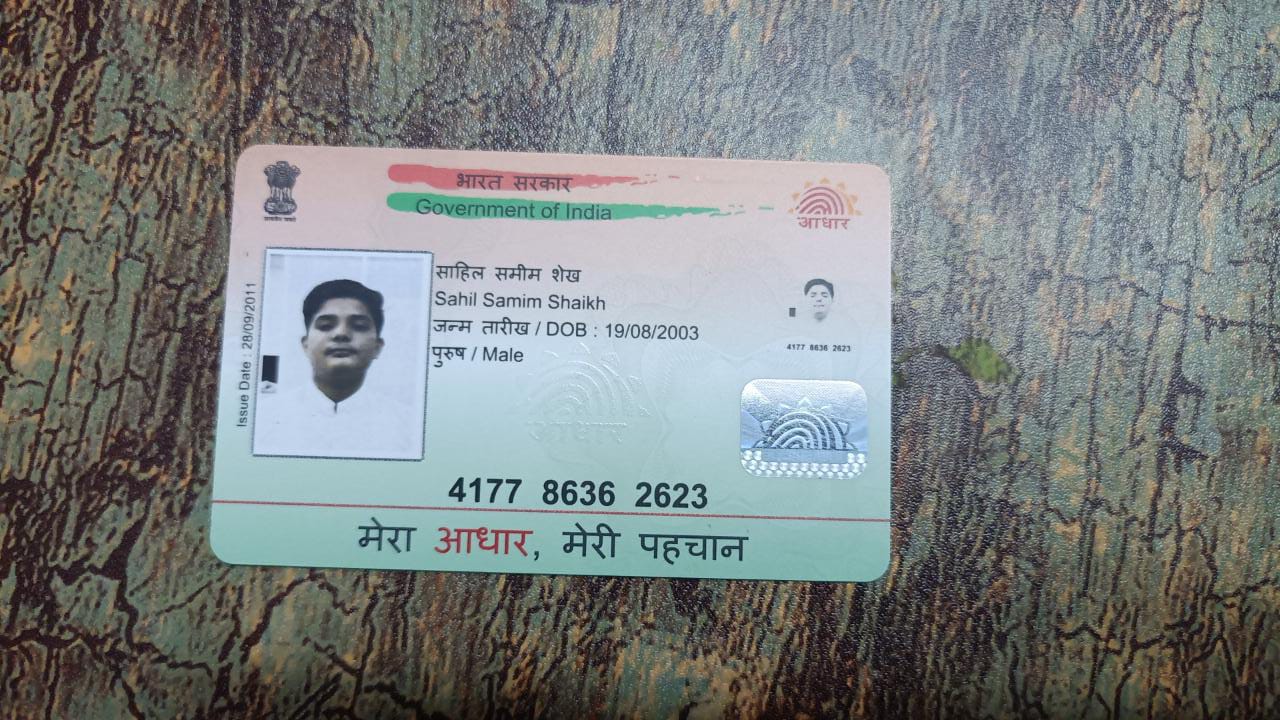 भारत सरकार
Government of India
आधार
Issue Date : 28/09/2011
साहिल समीम शेख
Sahil Samim Shaikh
जन्म तारीख / DOB : 19/08/2003
पुरुष / Male
4177 8636 2623
आधार
4177 8636 2623
मेरा आधार, मेरी पहचान